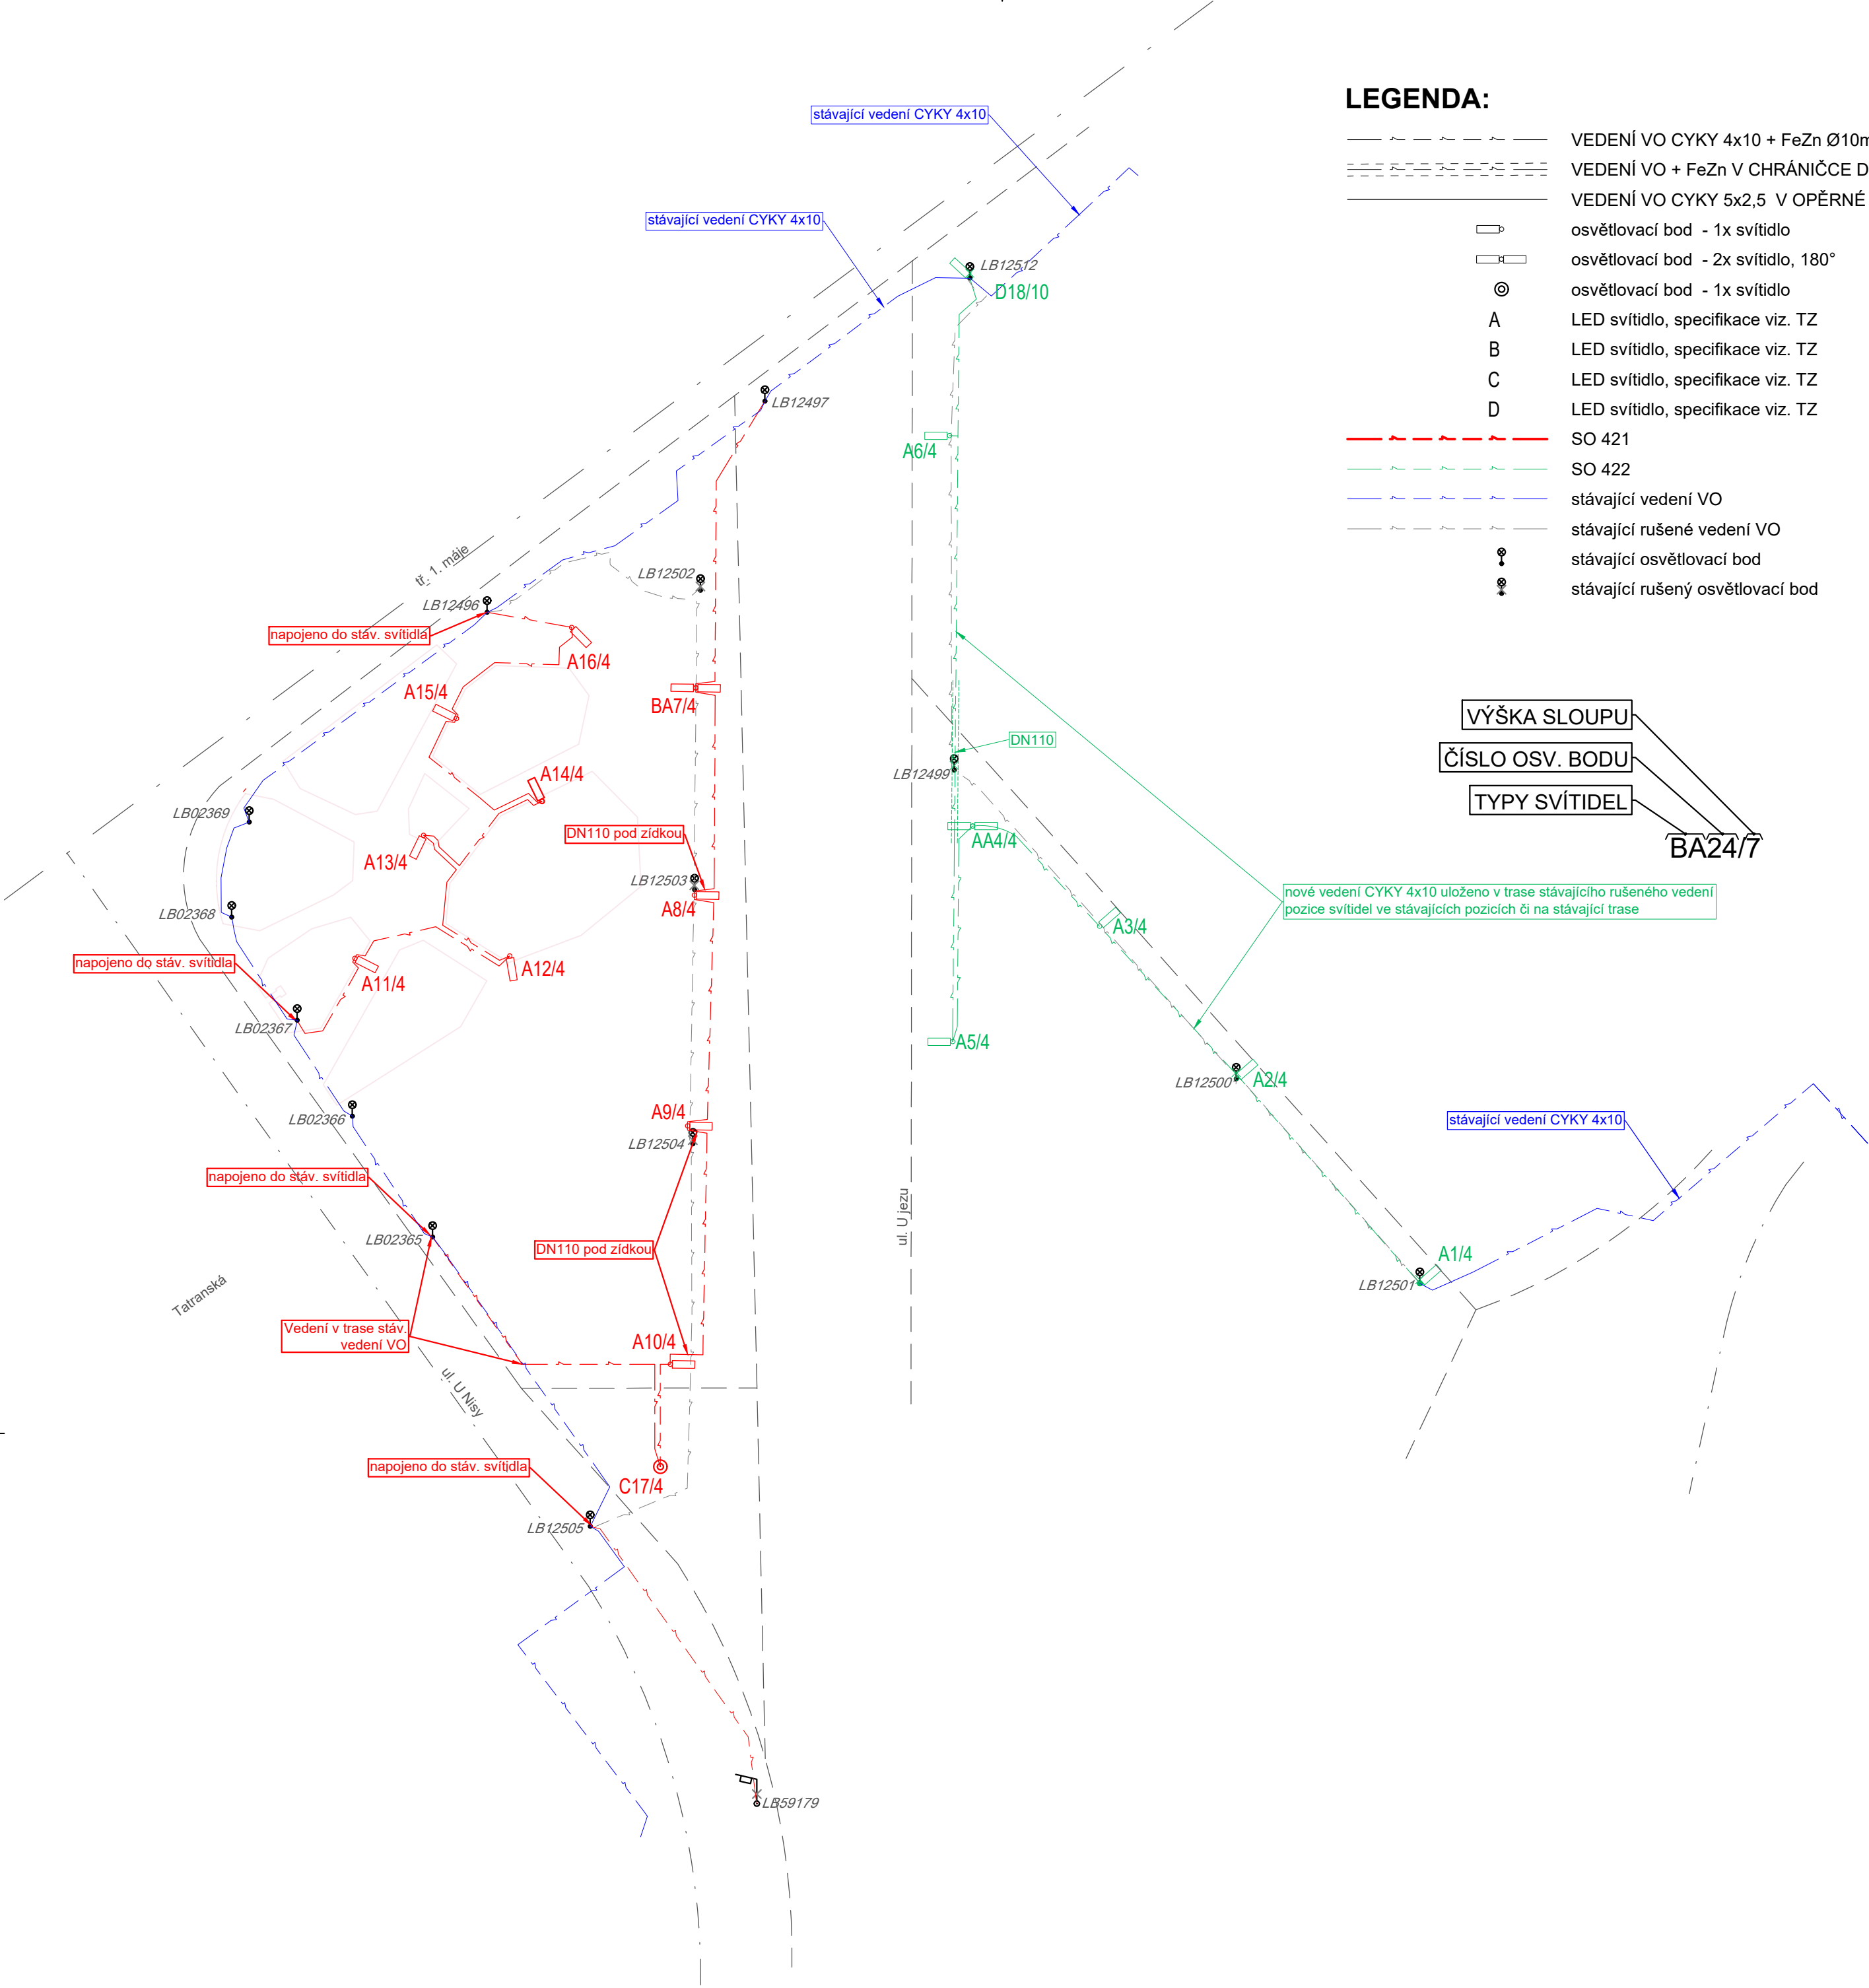 stávající vedení CYKY 4x10
stávající vedení CYKY 4x10
LB12512
D18/10
LB12497
A6/4
tř. 1. máje
LB12502
LB12496
napojeno do stáv. svítidla
A16/4
A15/4
BA7/4
DN110
LB12499
A14/4
LB02369
DN110 pod zídkou
AA4/4
A13/4
LB12503
A8/4
LB02368
A3/4
nové vedení CYKY 4x10 uloženo v trase stávajícího rušeného vedení
pozice svítidel ve stávajících pozicích či na stávající trase
napojeno do stáv. svítidla
A12/4
A11/4
LB02367
A5/4
LB12500
A2/4
LB02366
A9/4
LB12504
stávající vedení CYKY 4x10
napojeno do stáv. svítidla
LB02365
ul. U jezu
DN110 pod zídkou
A1/4
LB12501
Tatranská
Vedení v trase stáv.
vedení VO
A10/4
ul. U Nisy
napojeno do stáv. svítidla
C17/4
LB12505
LB59179
LEGENDA:
VEDENÍ VO CYKY 4x10 + FeZn Ø10m
VEDENÍ VO + FeZn V CHRÁNIČCE D
VEDENÍ VO CYKY 5x2,5 V OPĚRNÉ
osvětlovací bod - 1x svítidlo
osvětlovací bod - 2x svítidlo, 180°
osvětlovací bod - 1x svítidlo
A LED svítidlo, specifikace viz. TZ
B LED svítidlo, specifikace viz. TZ
C LED svítidlo, specifikace viz. TZ
D LED svítidlo, specifikace viz. TZ
SO 421
SO 422
stávající vedení VO
stávající rušené vedení VO
stávající osvětlovací bod
stávající rušený osvětlovací bod
VÝŠKA SLOUPU
ČÍSLO OSV. BODU
TYPY SVÍTIDEL
BA24/7